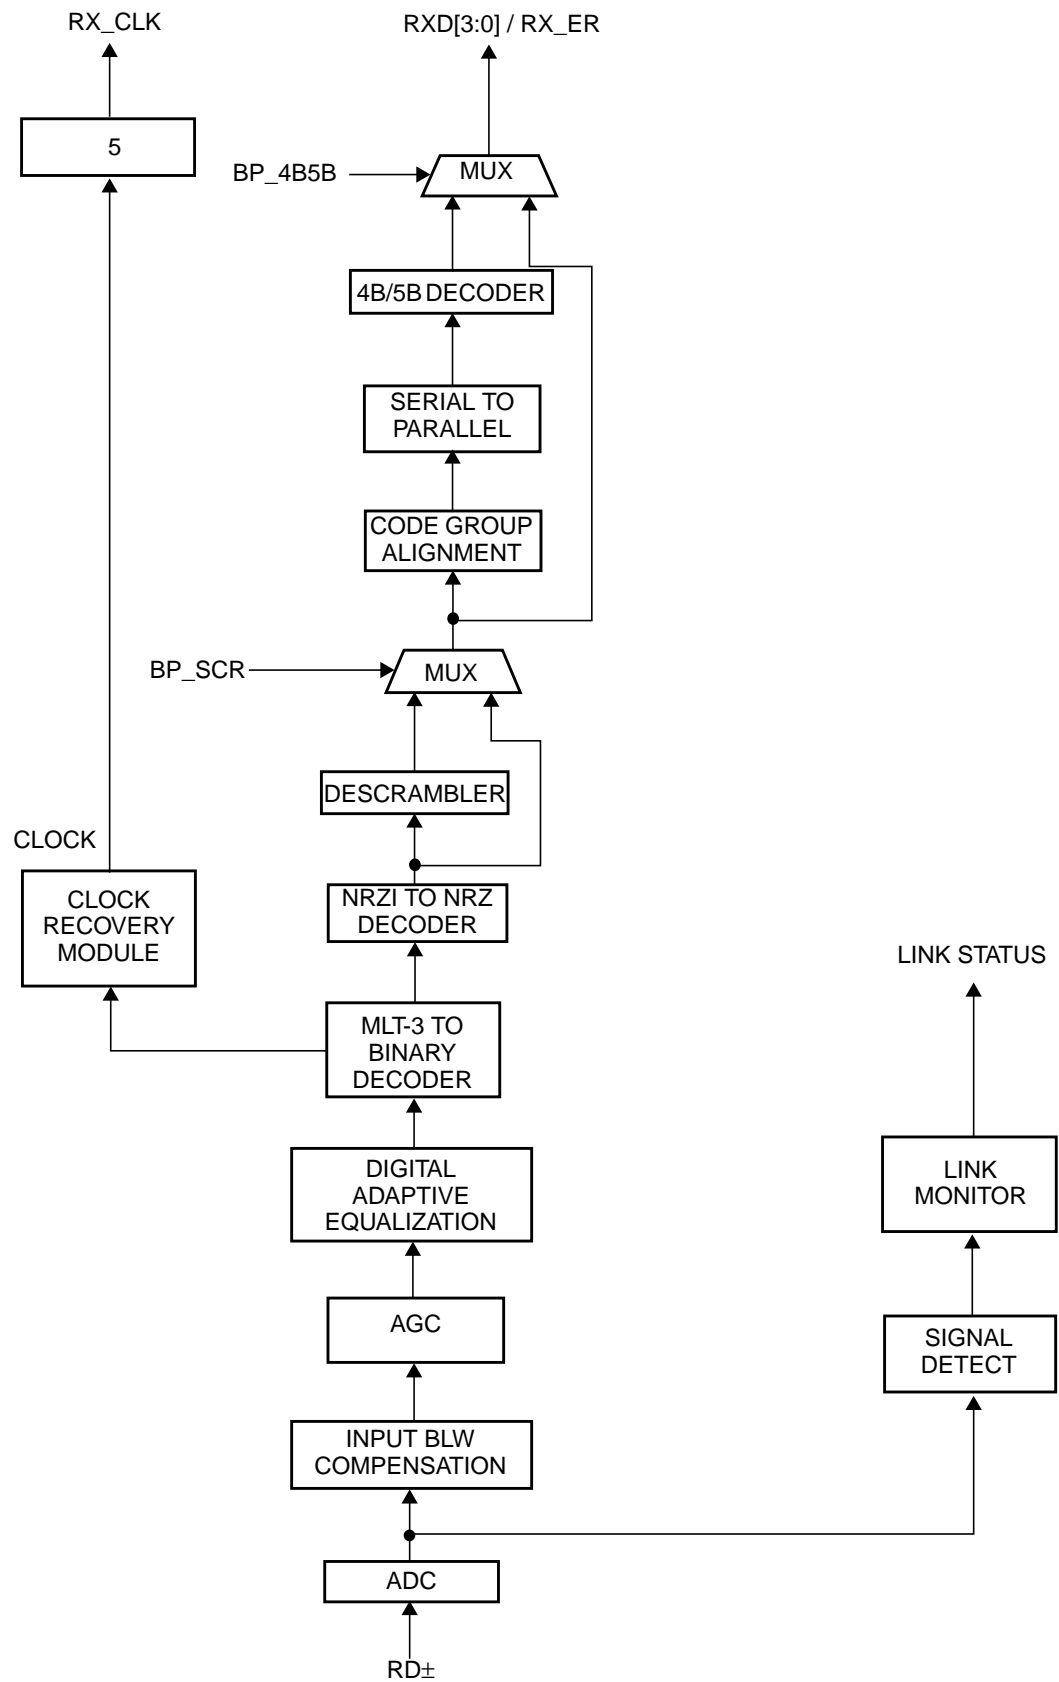 RX_CLK
RXD[3:0] / RX_ER
5
BP_4B5B
MUX
4B/5B DECODER
SERIAL TO
PARALLEL
CODE GROUP
ALIGNMENT
BP_SCR
MUX
DESCRAMBLER
CLOCK
CLOCK
RECOVERY
MODULE
NRZI TO NRZ
DECODER
LINK STATUS
MLT-3 TO
BINARY
DECODER
DIGITAL
ADAPTIVE
EQUALIZATION
LINK
MONITOR
AGC
SIGNAL
DETECT
INPUT BLW
COMPENSATION
ADC
RD±